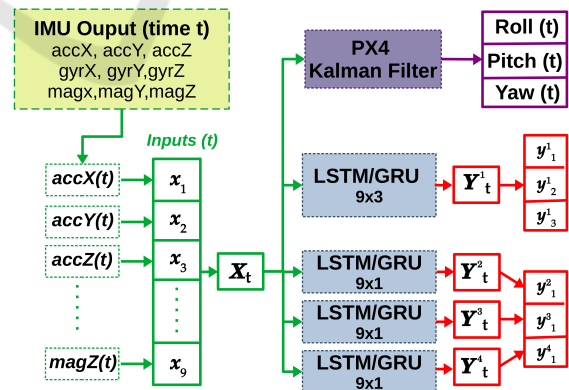 IMU Ouput (time t)
accX, accY, accZ
gyrX, gyrY,gyrZ
magx,magY,magZ
Inputs (t)
accX(t)
accY(t)
accZ(t)
magZ(t)
x1
x2
x3
x9
Xt
PX4
Kalman Filter
Roll (t)
Pitch (t)
Yaw (t)
LSTM/GRU
9x3
Y¹t
y¹1
y¹2
y¹3
LSTM/GRU
9x1
Y²t
LSTM/GRU
9x1
Y³t
LSTM/GRU
9x1
Y⁴t
y²1
y³1
y⁴1